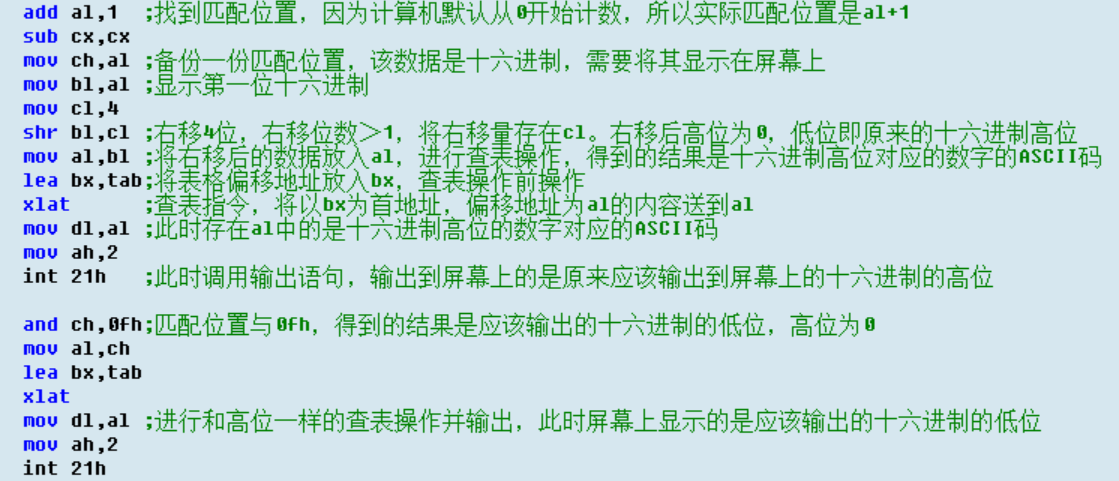 add al,1 ;找到匹配位置，因为计算机默认从0开始计数，所以实际匹配位置是al+1
sub cx,cx
mov ch,al ;备份一份匹配位置，该数据是十六进制，需要将其显示在屏幕上
mov bl,al ;显示第一位十六进制
mov cl,4
shr bl,cl ;右移4位，右移位数＞1，将右移量存在cl。右移后高位为0，低位即原来的十六进制高位
mov al,bl ;将右移后的数据放入al，进行查表操作，得到的结果是十六进制高位对应的数字的ASCII码
lea bx,tab;将表格偏移地址放入bx，查表操作前操作
xlat ;查表指令，将以bx为首地址，偏移地址为al的内容送到al
mov dl,al ;此时存在al中的是十六进制高位的数字对应的ASCII码
mov ah,2
int 21h ;此时调用输出语句，输出到屏幕上的是原来应该输出到屏幕上的十六进制的高位
and ch,0fh;匹配位置与0fh，得到的结果是应该输出的十六进制的低位，高位为0
mov al,ch
lea bx,tab
xlat
mov dl,al ;进行和高位一样的查表操作并输出，此时屏幕上显示的是应该输出的十六进制的低位
mov ah,2
int 21h